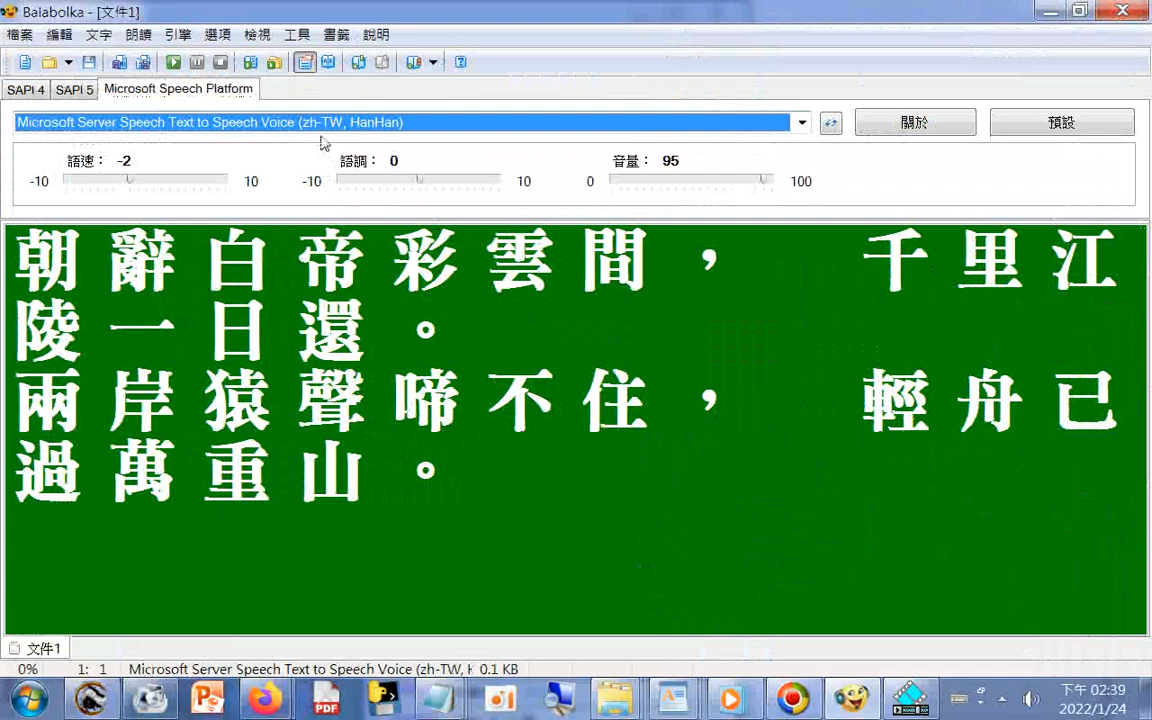 Balabolka - [文件1]
檔案 編輯 文字 朗讀 引擎 選項 檢視 工具 書籤 說明
SAPI 4 SAPI 5 Microsoft Speech Platform
Microsoft Server Speech Text to Speech Voice (zh-TW, HanHan) 關於 預設
語速： -2 語調： 0 音量： 95
-10 10 -10 10 0 100
朝辭白帝彩雲間， 千里江
陵一日還。
兩岸猿聲啼不住， 輕舟已
過萬重山。
文件1
0% 1: 1 Microsoft Server Speech Text to Speech Voice (zh-TW, H 0.1 KB
PDF
下午 02:39
2022/1/24